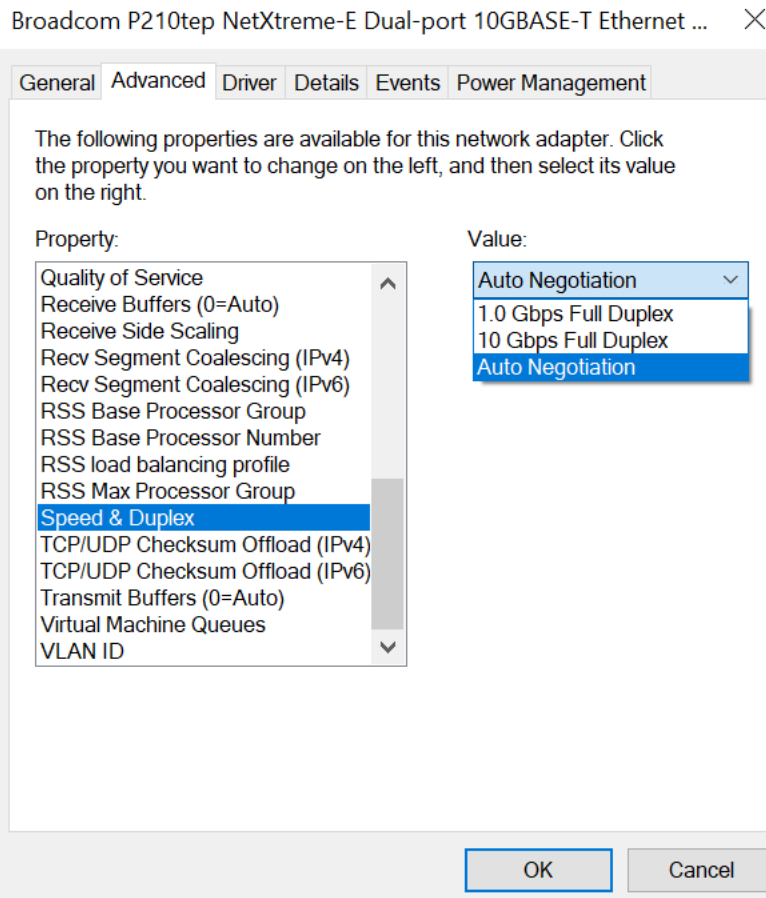 Broadcom P210tep NetXtreme-E Dual-port 10GBASE-T Ethernet ...
General Advanced Driver Details Events Power Management
The following properties are available for this network adapter. Click
the property you want to change on the left, and then select its value
on the right.
Property:
Value:
Quality of Service
Receive Buffers (0=Auto)
Receive Side Scaling
Recv Segment Coalescing (IPv4)
Recv Segment Coalescing (IPv6)
RSS Base Processor Group
RSS Base Processor Number
RSS load balancing profile
RSS Max Processor Group
Speed & Duplex
TCP/UDP Checksum Offload (IPv4)
TCP/UDP Checksum Offload (IPv6)
Transmit Buffers (0=Auto)
Virtual Machine Queues
VLAN ID
Auto Negotiation
1.0 Gbps Full Duplex
10 Gbps Full Duplex
Auto Negotiation
OK
Cancel